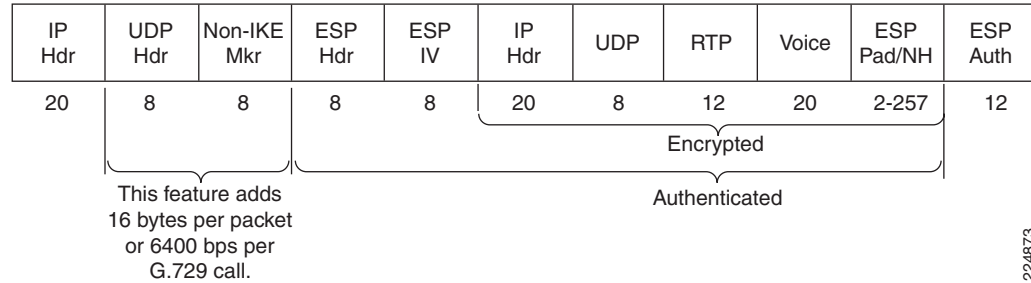 IP Hdr
UDP Hdr
Non-IKE Mkr
ESP Hdr
ESP IV
IP Hdr
UDP
RTP
Voice
ESP Pad/NH
ESP Auth
20
8
8
8
8
20
8
12
20
2-257
12
Encrypted
Authenticated
This feature adds
16 bytes per packet
or 6400 bps per
G.729 call.
224873